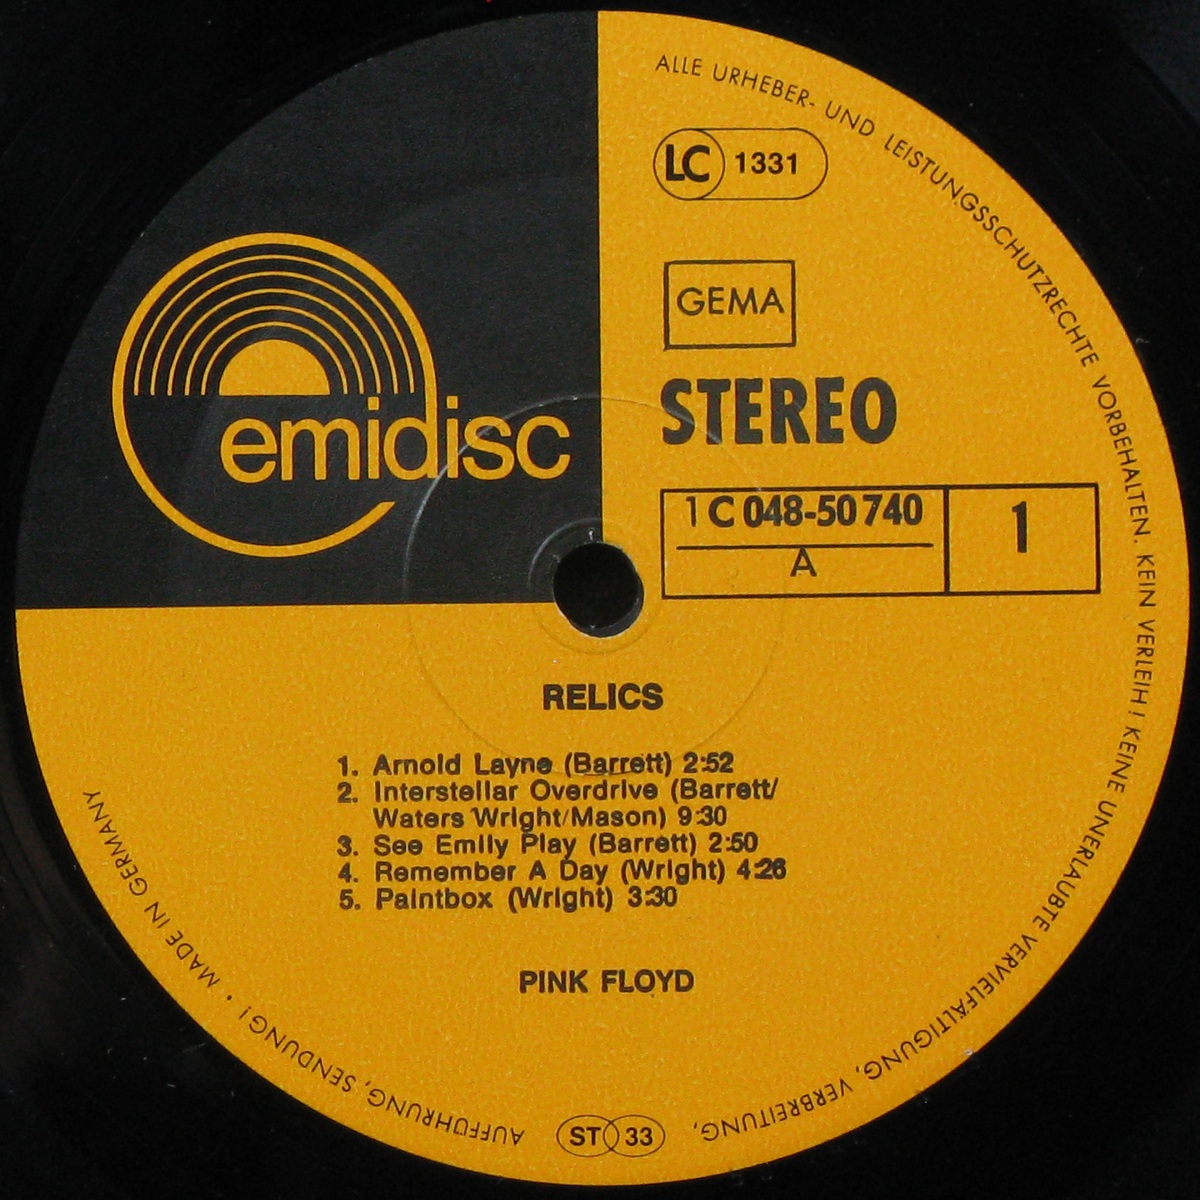 ALLE URHEBER- UND LEISTUNGSSCHUTZRECHTE VORBEHALTEN. KEIN VERLEIH! KEINE UNERLAUBTE VERVIELFÄLTIGUNG, VERBREITUNG, AUFFÜHRUNG, SENDUNG! · MADE IN GERMANY
LC 1331
GEMA
STEREO
emidisc
1 C 048-50 740
A
1
RELICS
1. Arnold Layne (Barrett) 2:52
2. Interstellar Overdrive (Barrett/
Waters Wright/Mason) 9:30
3. See Emily Play (Barrett) 2:50
4. Remember A Day (Wright) 4:26
5. Paintbox (Wright) 3:30
PINK FLOYD
ST 33